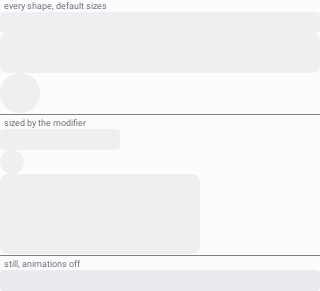 every shape, default sizes
sized by the modifier
still, animations off